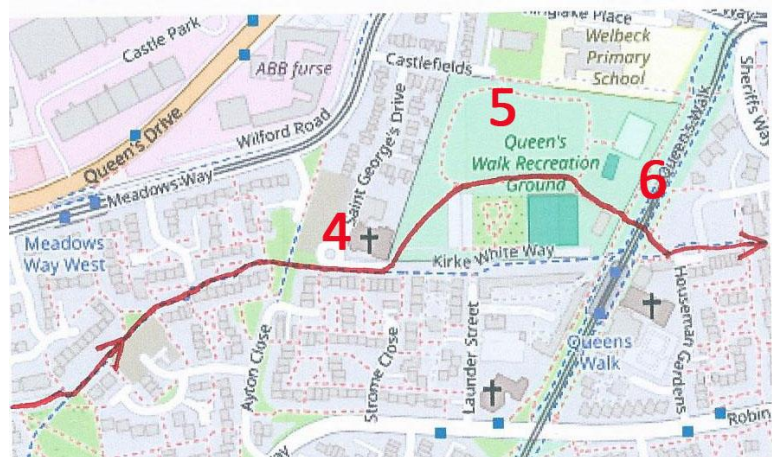 Castle Park
ABB furse
Queen's Drive
Meadows Way
Wilford Road
Castlefields
Saint George's Drive
Welbeck
Primary
School
Sheriffs Way
Queen's Walk
5
Queen's
Walk Recreation
Ground
6
4
Meadows
Way West
Kirke White Way
Ayton Close
Strome Close
Launder Street
Queens
Walk
Houseman Gardens
Robin